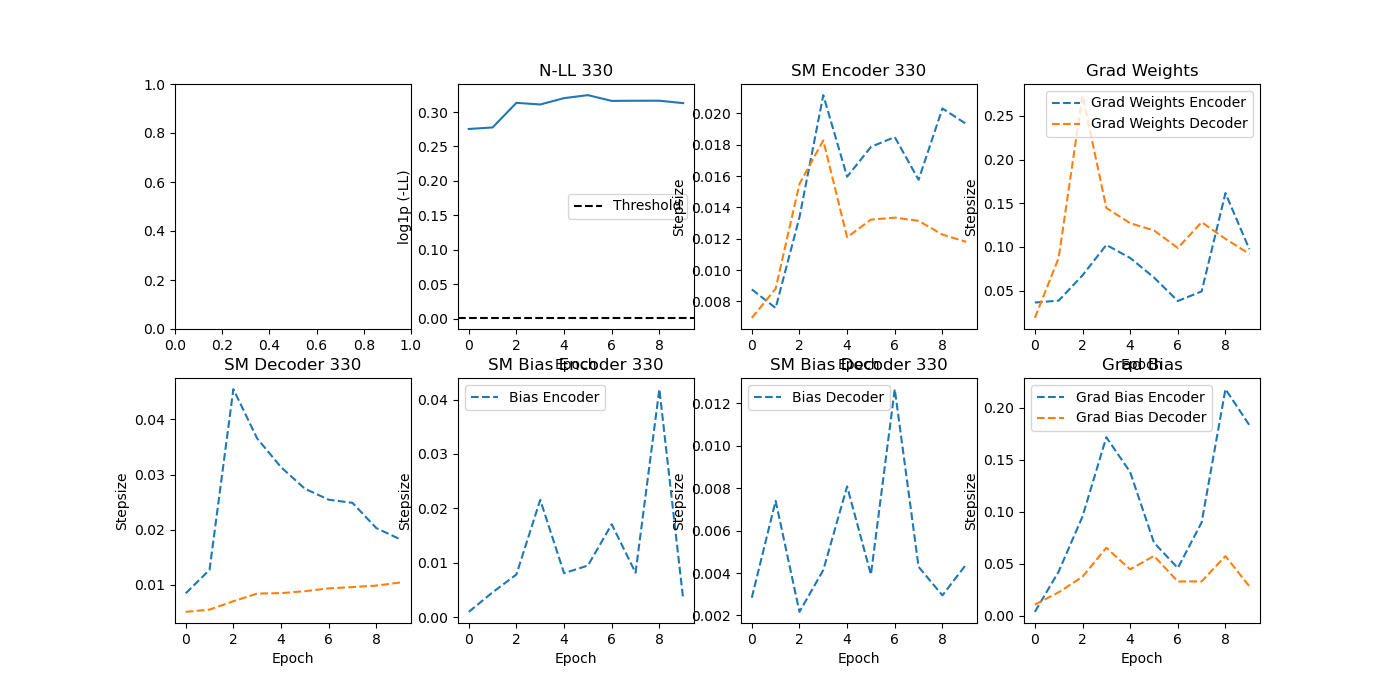 N-LL 330
SM Encoder 330
Grad Weights
1.0
0.8
0.6
0.4
0.2
0.0
0.0 0.2 0.4 0.6 0.8 1.0
log1p (-LL)
0.30
0.25
0.20
0.15
0.10
0.05
0.00
Threshold
0 2 4 6 8
Epoch
Stepsize
0.020
0.018
0.016
0.014
0.012
0.010
0.008
0 2 4 6 8
Epoch
Stepsize
0.25
0.20
0.15
0.10
0.05
Grad Weights Encoder
Grad Weights Decoder
0 2 4 6 8
Epoch
SM Decoder 330
SM Bias Encoder 330
SM Bias Decoder 330
Grad Bias
Stepsize
0.04
0.03
0.02
0.01
0 2 4 6 8
Epoch
Stepsize
0.04
0.03
0.02
0.01
0.00
Bias Encoder
0 2 4 6 8
Epoch
Stepsize
0.012
0.010
0.008
0.006
0.004
0.002
Bias Decoder
0 2 4 6 8
Epoch
Stepsize
0.20
0.15
0.10
0.05
0.00
Grad Bias Encoder
Grad Bias Decoder
0 2 4 6 8
Epoch